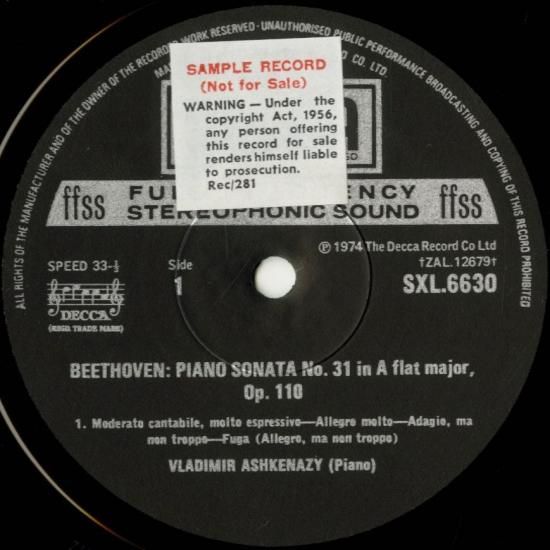 ALL RIGHTS OF THE MANUFACTURER AND OF THE OWNER OF THE RECORDED WORK RESERVED · UNAUTHORISED PUBLIC PERFORMANCE BROADCASTING AND COPYING OF THIS RECORD PROHIBITED
CO. LTD.
SAMPLE RECORD
(Not for Sale)
WARNING — Under the
copyright Act, 1956,
any person offering
this record for sale
renders himself liable
to prosecution.
Rec/281
ffss
ffss
STEREOPHONIC SOUND
℗ 1974 The Decca Record Co Ltd
SPEED 33-⅓
Side
1
†ZAL.12679†
SXL.6630
DECCA
(REGD. TRADE MARK)
BEETHOVEN: PIANO SONATA No. 31 in A flat major,
Op. 110
1. Moderato cantabile, molto espressivo—Allegro molto—Adagio, ma
non troppo—Fuga (Allegro, ma non troppo)
VLADIMIR ASHKENAZY (Piano)